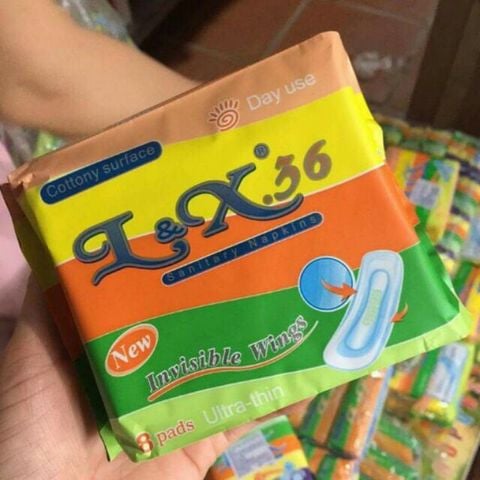 Day use
Cottony surface
L&X.36
Sanitary Napkins
New
Invisible Wings
8 pads Ultra-thin